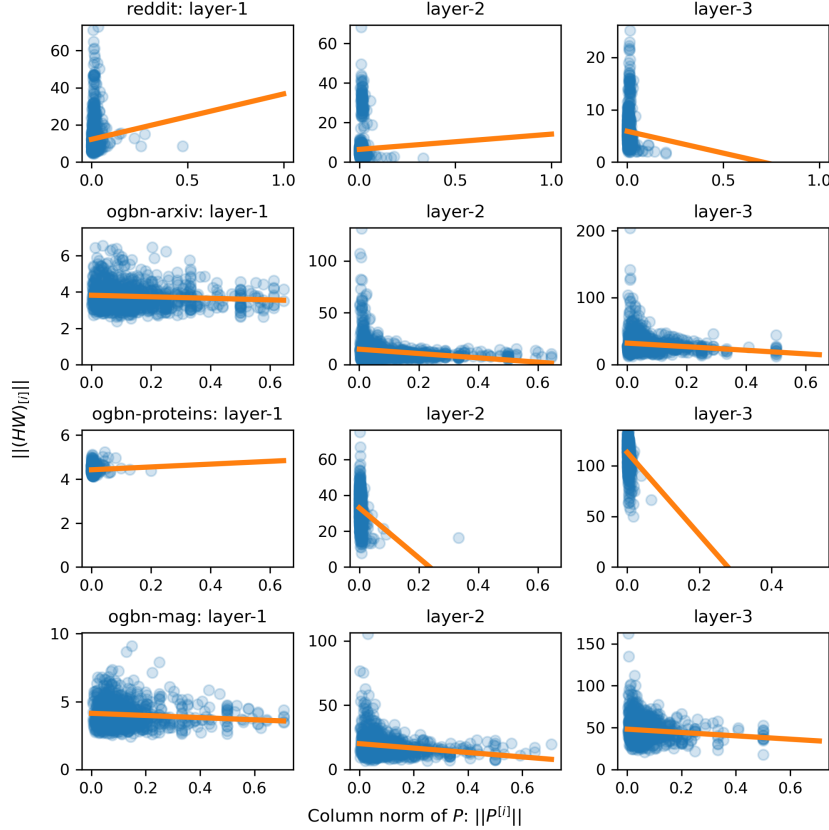 reddit: layer-1 layer-2 layer-3
60 40 20 0 60 40 20 0 20 10 0
0.0 0.5 1.0 0.0 0.5 1.0 0.0 0.5 1.0
ogbn-arxiv: layer-1 layer-2 layer-3
6 4 2 0 100 50 0 200 100 0
0.0 0.2 0.4 0.6 0.0 0.2 0.4 0.6 0.0 0.2 0.4 0.6
ogbn-proteins: layer-1 layer-2 layer-3
6 4 2 0 60 40 20 0 100 50 0
0.0 0.2 0.4 0.6 0.0 0.2 0.4 0.6 0.0 0.2 0.4
ogbn-mag: layer-1 layer-2 layer-3
10 5 0 100 50 0 150 100 50 0
0.0 0.2 0.4 0.6 0.0 0.2 0.4 0.6 0.0 0.2 0.4 0.6
||(HW)[i]||
Column norm of P: ||P[i]||